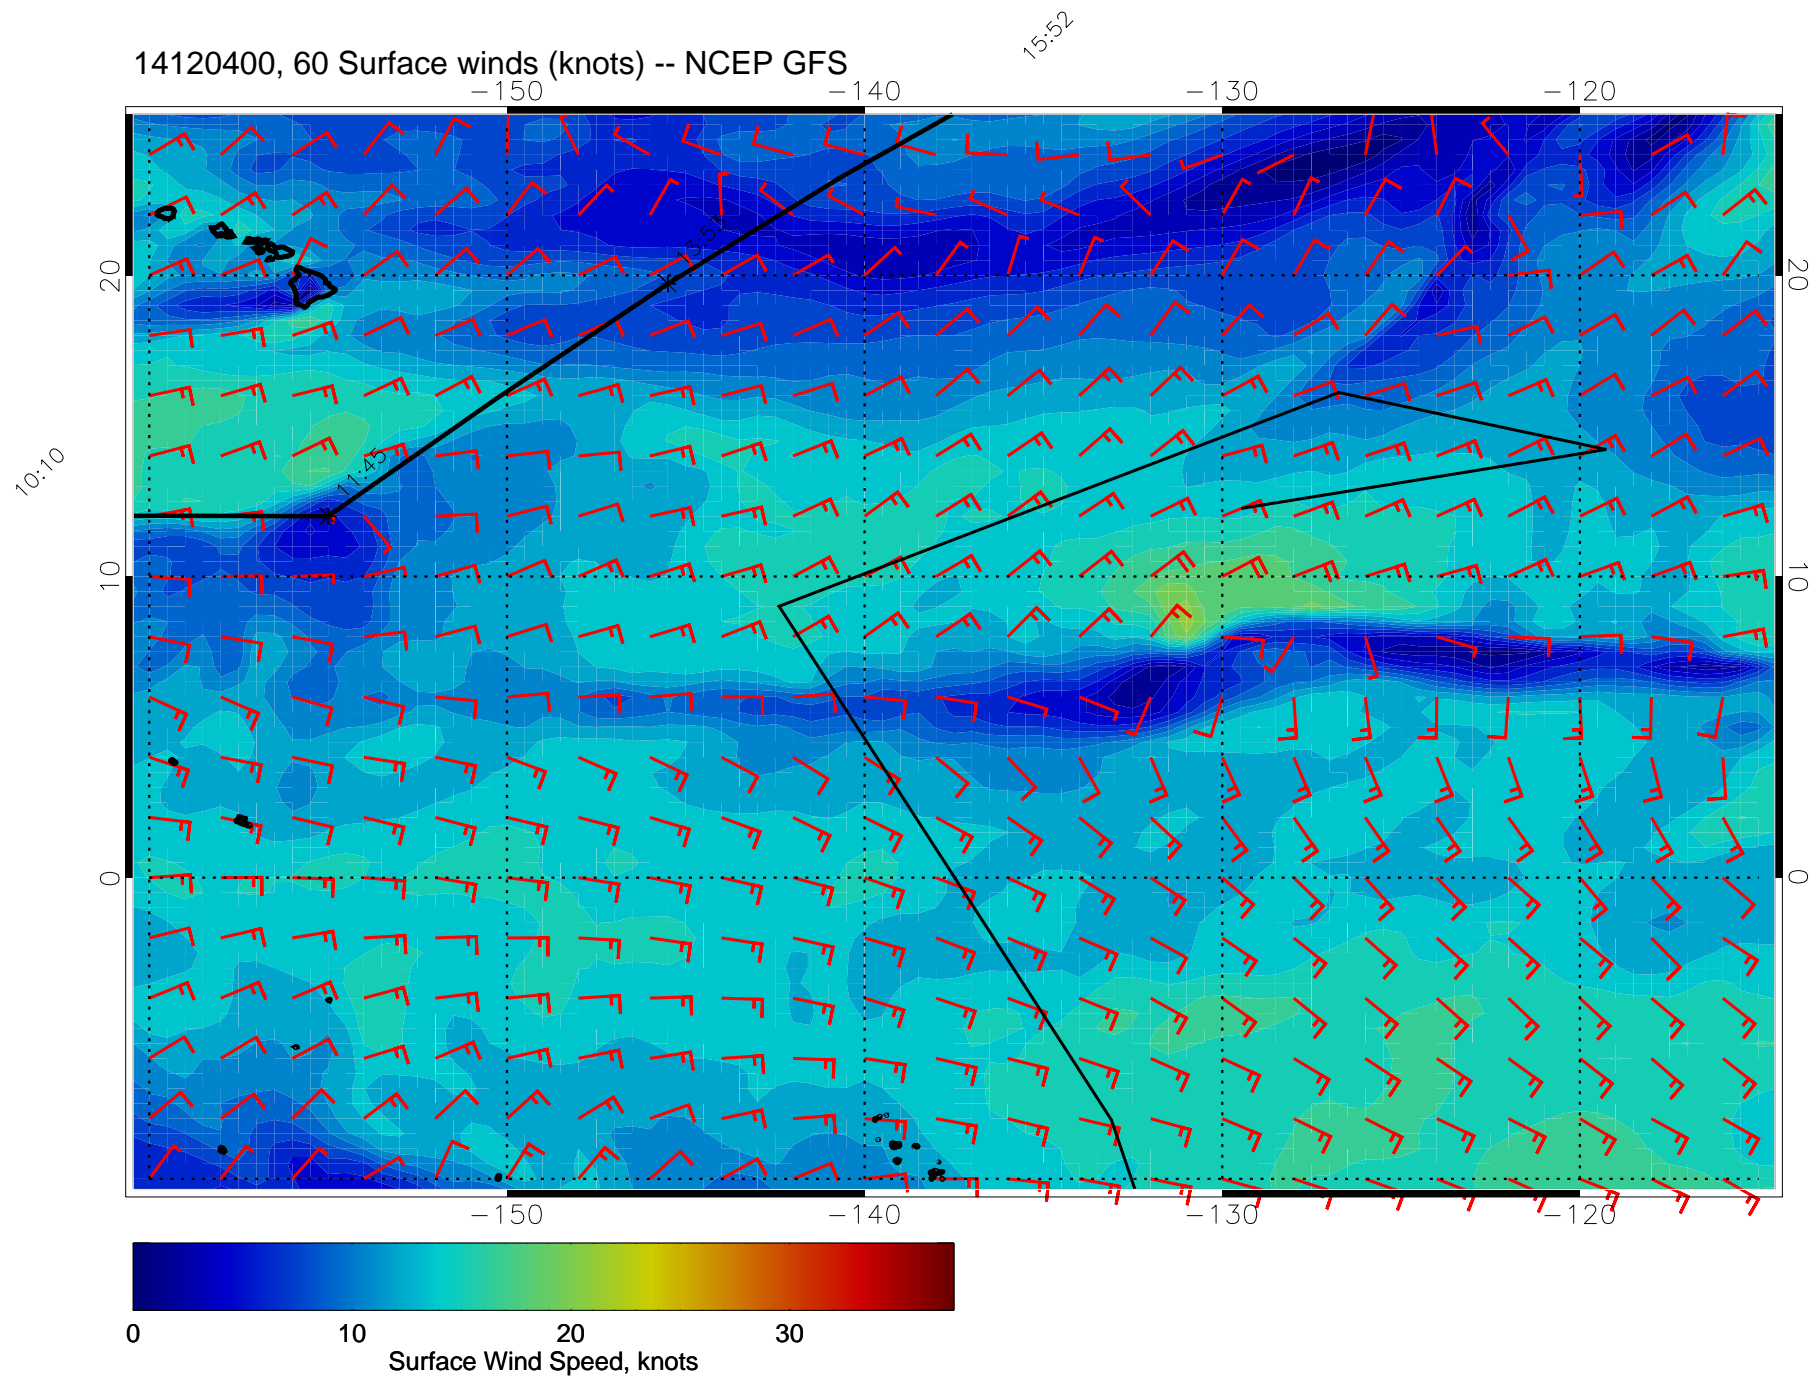 15:52
14120400, 60 Surface winds (knots) -- NCEP GFS
-150 -140 -130 -120
20 20
10:10
11:45
10 10
0 0
-150 -140 -130 -120
0 10 20 30
Surface Wind Speed, knots